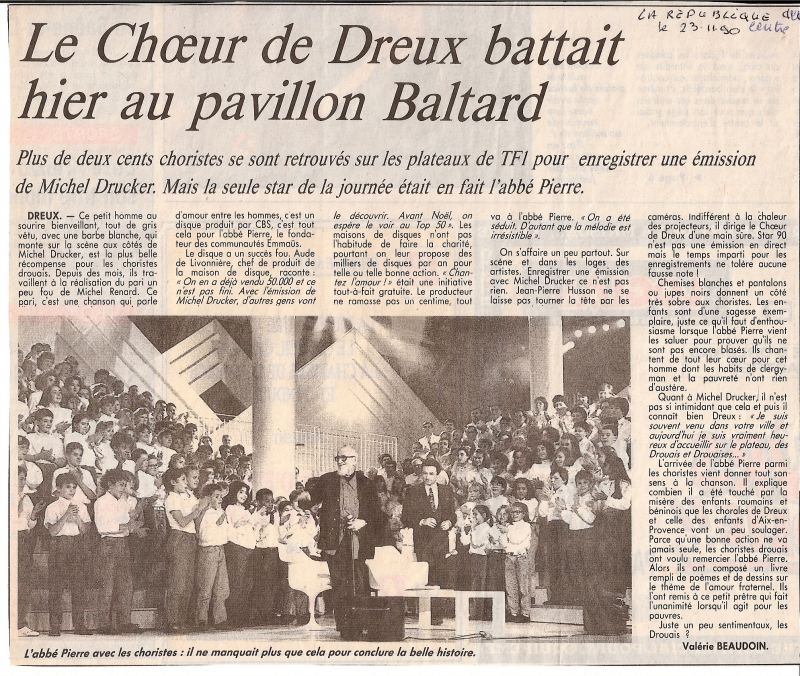 LA REPUBLIQUE du
le 23.11.90 Centre
Le Chœur de Dreux battait
hier au pavillon Baltard
Plus de deux cents choristes se sont retrouvés sur les plateaux de TF1 pour enregistrer une émission
de Michel Drucker. Mais la seule star de la journée était en fait l'abbé Pierre.
DREUX. — Ce petit homme au
sourire bienveillant, tout de gris
vêtu, avec une barbe blanche, qui
monte sur la scène aux côtés de
Michel Drucker, est la plus belle
récompense pour les choristes
drouais. Depuis des mois, ils tra-
vaillent à la réalisation du pari un
peu fou de Michel Renard. Ce
pari, c'est une chanson qui parle
d'amour entre les hommes, c'est un
disque produit par CBS, c'est tout
cela pour l'abbé Pierre, le fonda-
teur des communautés Emmaüs.
Le disque a un succès fou. Aude
de Livonnière, chef de produit de
la maison de disque, raconte :
« On en a déjà vendu 50.000 et ce
n'est pas fini. Avec l'émission de
Michel Drucker, d'autres gens vont
le découvrir. Avant Noël, on
espère le voir au Top 50 ». Les
maisons de disques n'ont pas
l'habitude de faire la charité,
pourtant on leur propose des
milliers de disques par an pour
telle ou telle bonne action. « Chan-
tez l'amour ! » était une initiative
tout-à-fait gratuite. Le producteur
ne ramasse pas un centime, tout
va à l'abbé Pierre. « On a été
séduit. D'autant que la mélodie est
irrésistible ».
On s'affaire un peu partout. Sur
scène et dans les loges des
artistes. Enregistrer une émission
avec Michel Drucker ce n'est pas
rien. Jean-Pierre Husson ne se
laisse pas tourner la tête par les
caméras. Indifférent à la chaleur
des projecteurs, il dirige le Chœur
de Dreux d'une main sûre. Star 90
n'est pas une émission en direct
mais le temps imparti pour les
enregistrements ne tolère aucune
fausse note !
Chemises blanches et pantalons
ou jupes noirs donnent un côté
très sobre aux choristes. Les en-
fants sont d'une sagesse exem-
plaire, juste ce qu'il faut d'enthou-
siasme lorsque l'abbé Pierre vient
les saluer pour prouver qu'ils ne
sont pas encore blasés. Ils chan-
tent de tout leur cœur pour cet
homme dont les habits de clergy-
man et la pauvreté n'ont rien
d'austère.
Quant à Michel Drucker, il n'est
pas si intimidant que cela et puis il
connaît bien Dreux : « Je suis
souvent venu dans votre ville et
aujourd'hui je suis vraiment heu-
reux d'accueillir sur le plateau, des
Drouais et Drouaises... »
L'arrivée de l'abbé Pierre parmi
les choristes vient donner tout son
sens à la chanson. Il explique
combien il a été touché par la
misère des enfants roumains et
béninois que les chorales de Dreux
et celle des enfants d'Aix-en-
Provence vont un peu soulager.
Parce qu'une bonne action ne va
jamais seule, les choristes drouais
ont voulu remercier l'abbé Pierre.
Alors ils ont composé un livre
rempli de poèmes et de dessins sur
le thème de l'amour fraternel. Ils
l'ont remis à ce petit prêtre qui fait
l'unanimité lorsqu'il agit pour les
pauvres.
Juste un peu sentimentaux, les
Drouais ?
Valérie BEAUDOIN.
L'abbé Pierre avec les choristes : il ne manquait plus que cela pour conclure la belle histoire.